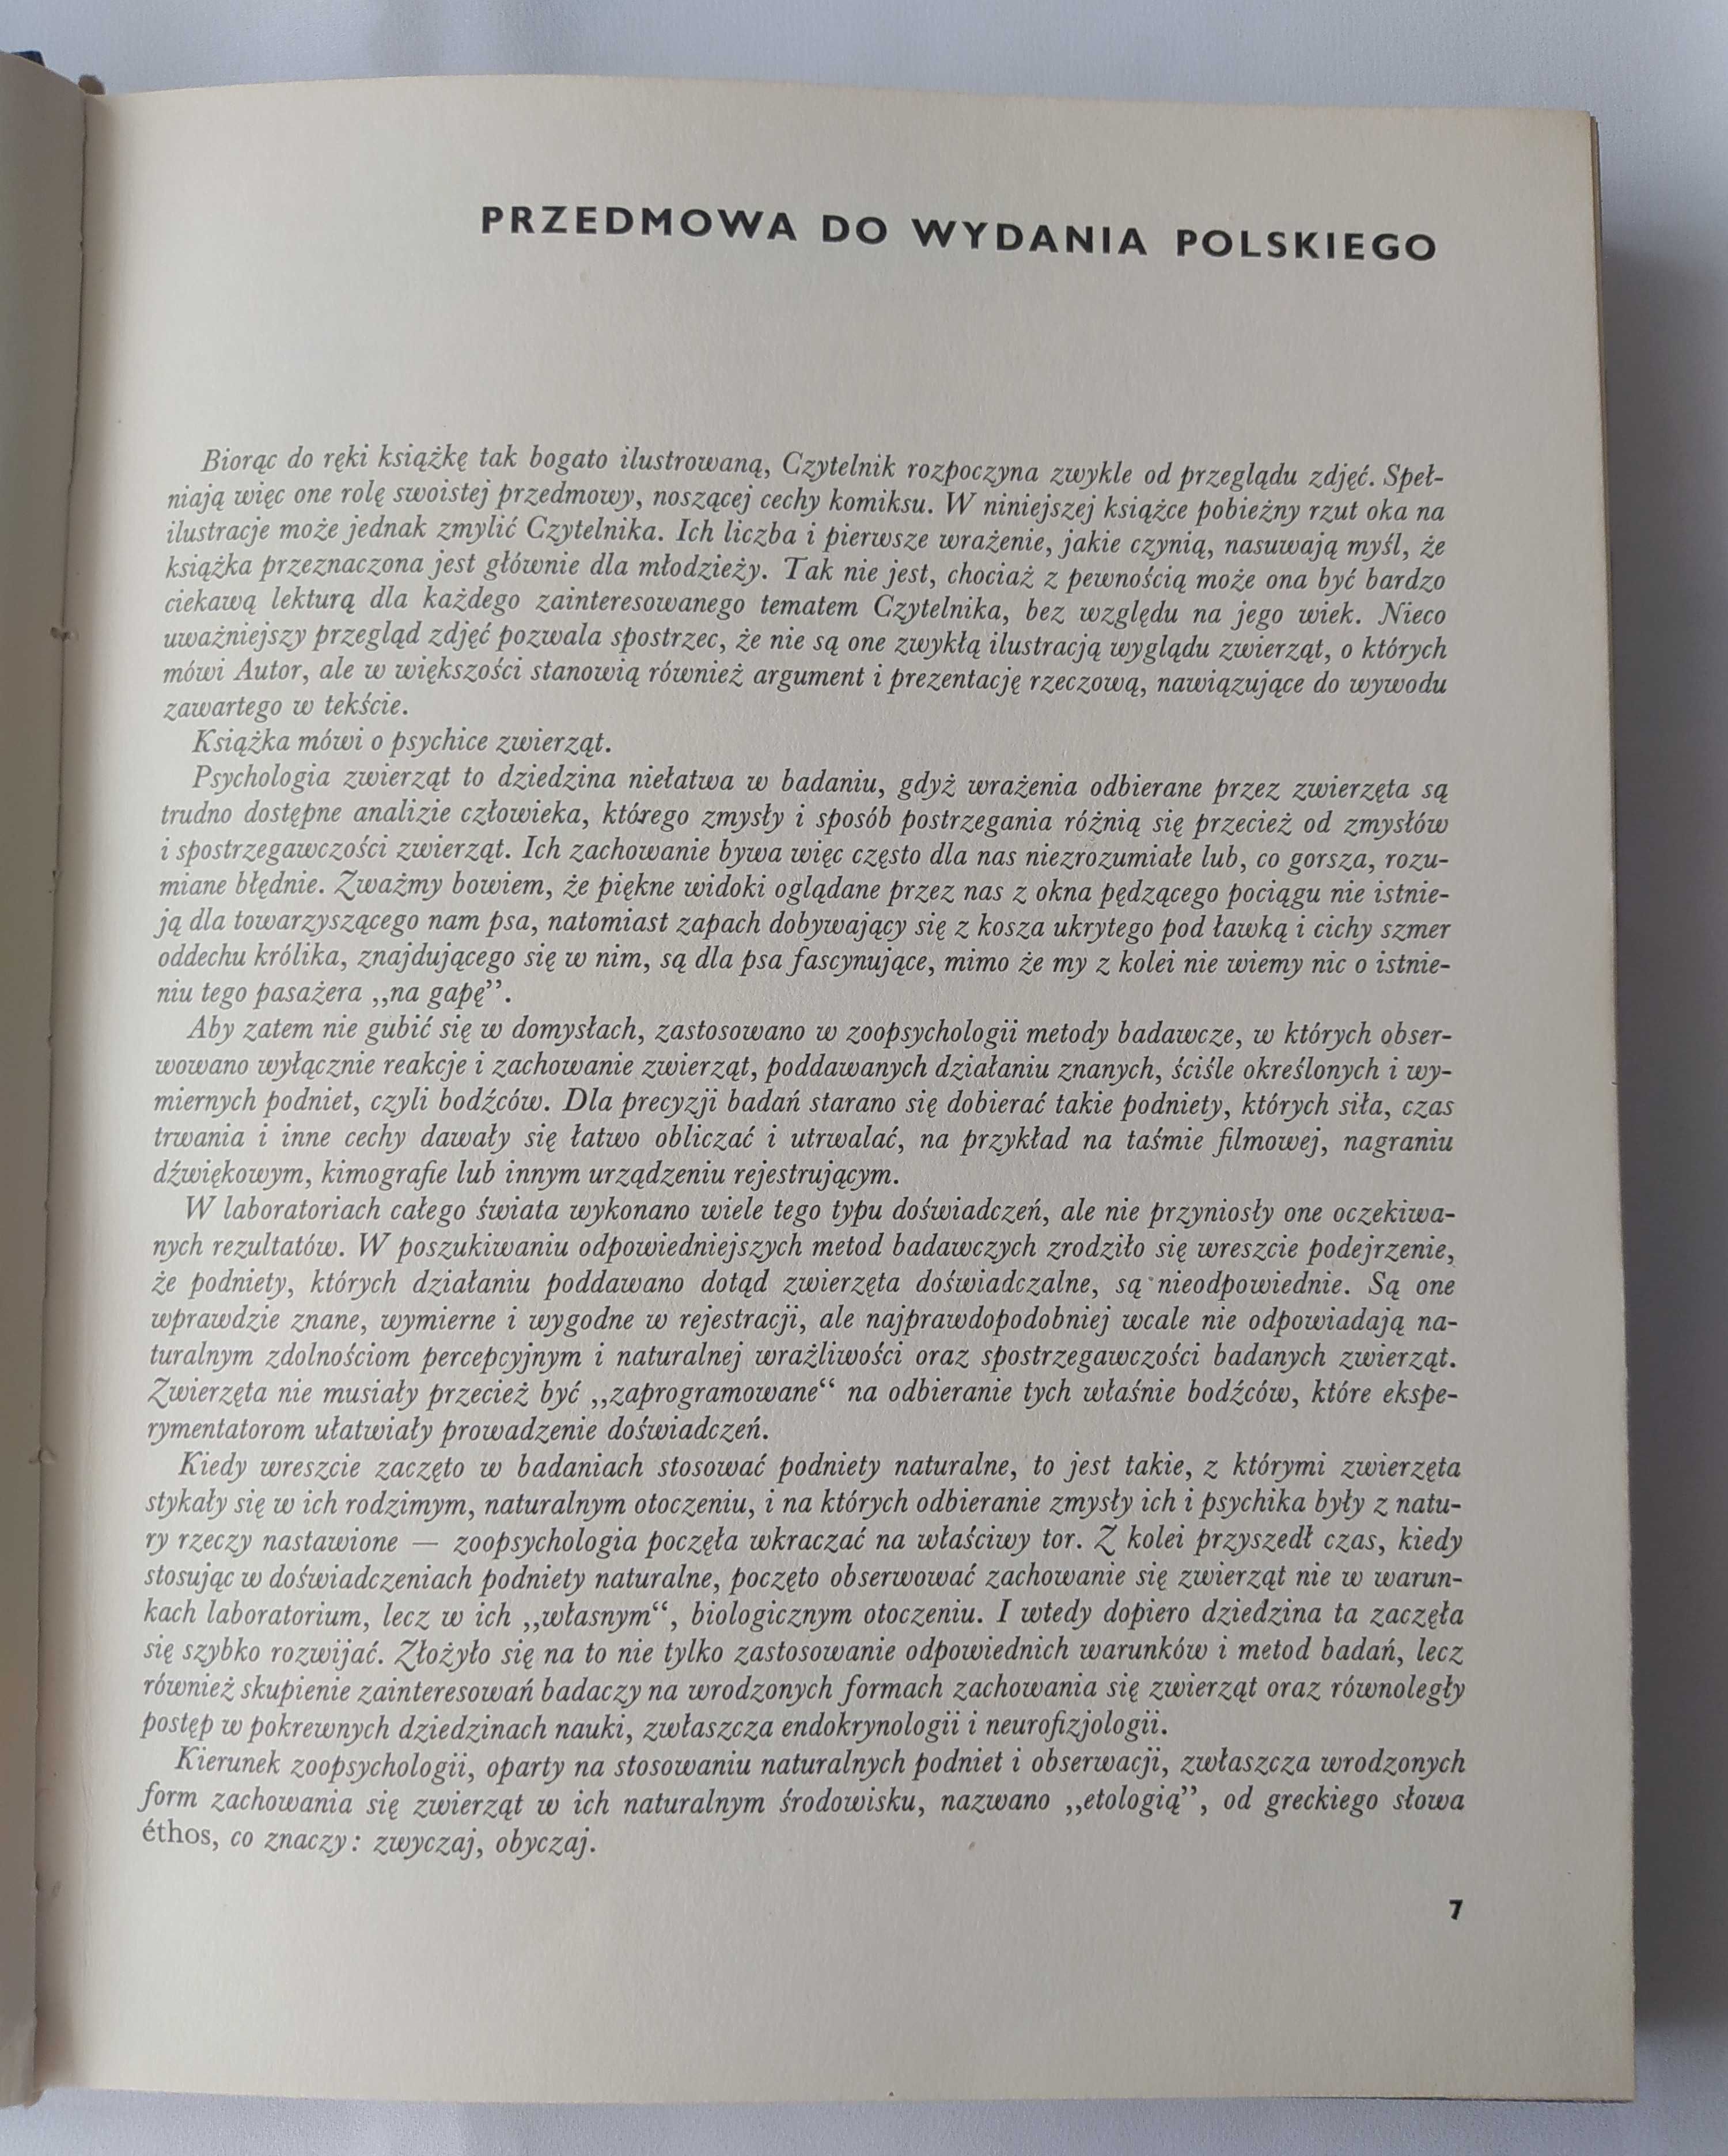 PRZEDMOWA DO WYDANIA POLSKIEGO
Biorąc do ręki książkę tak bogato ilustrowaną, Czytelnik rozpoczyna zwykle od przeglądu zdjęć. Speł-
niają więc one rolę swoistej przedmowy, noszącej cechy komiksu. W niniejszej książce pobieżny rzut oka na
ilustracje może jednak zmylić Czytelnika. Ich liczba i pierwsze wrażenie, jakie czynią, nasuwają myśl, że
książka przeznaczona jest głównie dla młodzieży. Tak nie jest, chociaż z pewnością może ona być bardzo
ciekawą lekturą dla każdego zainteresowanego tematem Czytelnika, bez względu na jego wiek. Nieco
uważniejszy przegląd zdjęć pozwala spostrzec, że nie są one zwykłą ilustracją wyglądu zwierząt, o których
mówi Autor, ale w większości stanowią również argument i prezentację rzeczową, nawiązujące do wywodu
zawartego w tekście.
Książka mówi o psychice zwierząt.
Psychologia zwierząt to dziedzina niełatwa w badaniu, gdyż wrażenia odbierane przez zwierzęta są
trudno dostępne analizie człowieka, którego zmysły i sposób postrzegania różnią się przecież od zmysłów
i spostrzegawczości zwierząt. Ich zachowanie bywa więc często dla nas niezrozumiałe lub, co gorsza, rozu-
miane błędnie. Zważmy bowiem, że piękne widoki oglądane przez nas z okna pędzącego pociągu nie istnie-
ją dla towarzyszącego nam psa, natomiast zapach dobywający się z kosza ukrytego pod ławką i cichy szmer
oddechu królika, znajdującego się w nim, są dla psa fascynujące, mimo że my z kolei nie wiemy nic o istnie-
niu tego pasażera „na gapę”.
Aby zatem nie gubić się w domysłach, zastosowano w zoopsychologii metody badawcze, w których obser-
wowano wyłącznie reakcje i zachowanie zwierząt, poddawanych działaniu znanych, ściśle określonych i wy-
miernych podniet, czyli bodźców. Dla precyzji badań starano się dobierać takie podniety, których siła, czas
trwania i inne cechy dawały się łatwo obliczać i utrwalać, na przykład na taśmie filmowej, nagraniu
dźwiękowym, kimografie lub innym urządzeniu rejestrującym.
W laboratoriach całego świata wykonano wiele tego typu doświadczeń, ale nie przyniosły one oczekiwa-
nych rezultatów. W poszukiwaniu odpowiedniejszych metod badawczych zrodziło się wreszcie podejrzenie,
że podniety, których działaniu poddawano dotąd zwierzęta doświadczalne, są nieodpowiednie. Są one
wprawdzie znane, wymierne i wygodne w rejestracji, ale najprawdopodobniej wcale nie odpowiadają na-
turalnym zdolnościom percepcyjnym i naturalnej wrażliwości oraz spostrzegawczości badanych zwierząt.
Zwierzęta nie musiały przecież być „zaprogramowane“ na odbieranie tych właśnie bodźców, które ekspe-
rymentatorom ułatwiały prowadzenie doświadczeń.
Kiedy wreszcie zaczęto w badaniach stosować podniety naturalne, to jest takie, z którymi zwierzęta
stykały się w ich rodzimym, naturalnym otoczeniu, i na których odbieranie zmysły ich i psychika były z natu-
ry rzeczy nastawione — zoopsychologia poczęła wkraczać na właściwy tor. Z kolei przyszedł czas, kiedy
stosując w doświadczeniach podniety naturalne, poczęto obserwować zachowanie się zwierząt nie w warun-
kach laboratorium, lecz w ich „własnym“, biologicznym otoczeniu. I wtedy dopiero dziedzina ta zaczęła
się szybko rozwijać. Złożyło się na to nie tylko zastosowanie odpowiednich warunków i metod badań, lecz
również skupienie zainteresowań badaczy na wrodzonych formach zachowania się zwierząt oraz równoległy
postęp w pokrewnych dziedzinach nauki, zwłaszcza endokrynologii i neurofizjologii.
Kierunek zoopsychologii, oparty na stosowaniu naturalnych podniet i obserwacji, zwłaszcza wrodzonych
form zachowania się zwierząt w ich naturalnym środowisku, nazwano „etologią”, od greckiego słowa
éthos, co znaczy: zwyczaj, obyczaj.
7